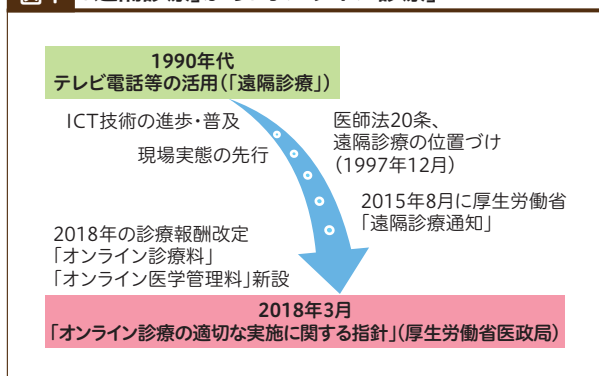 1990年代
テレビ電話等の活用(「遠隔診療」)
ICT技術の進歩・普及
現場実態の先行
医師法20条、
遠隔診療の位置づけ
(1997年12月)
2015年8月に厚生労働省
「遠隔診療通知」
2018年の診療報酬改定
「オンライン診療料」
「オンライン医学管理料」新設
2018年3月
「オンライン診療の適切な実施に関する指針」(厚生労働省医政局)